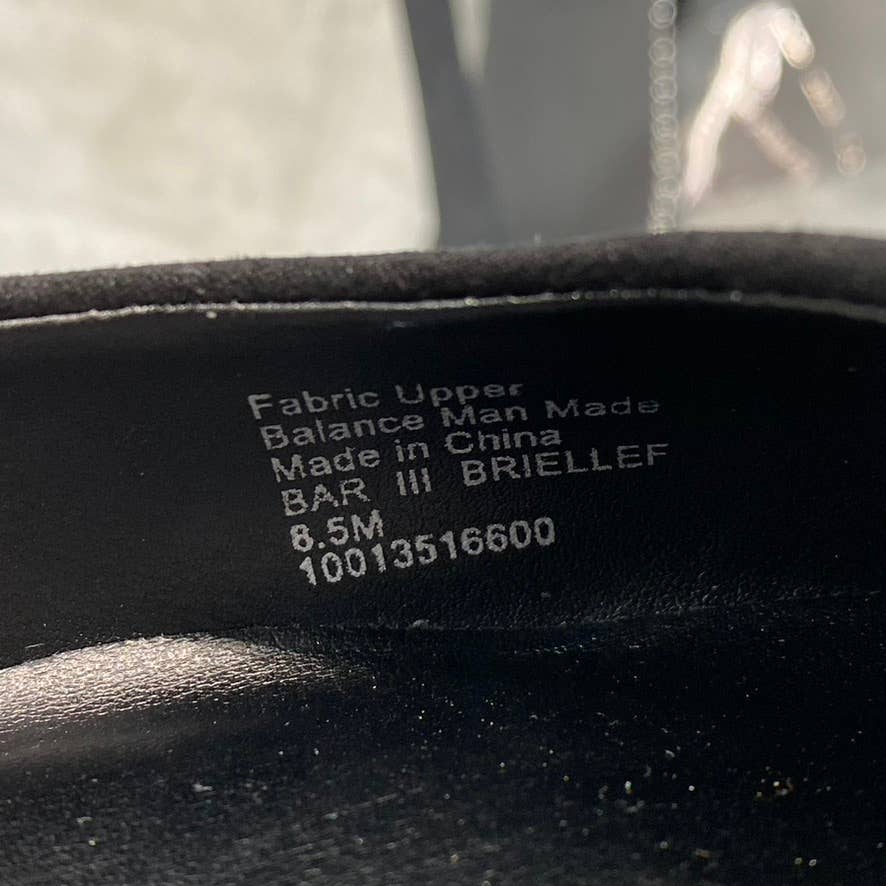 Fabric Upper
Balance Man Made
Made in China
BAR III BRIELLEF
8.5M
10013516600